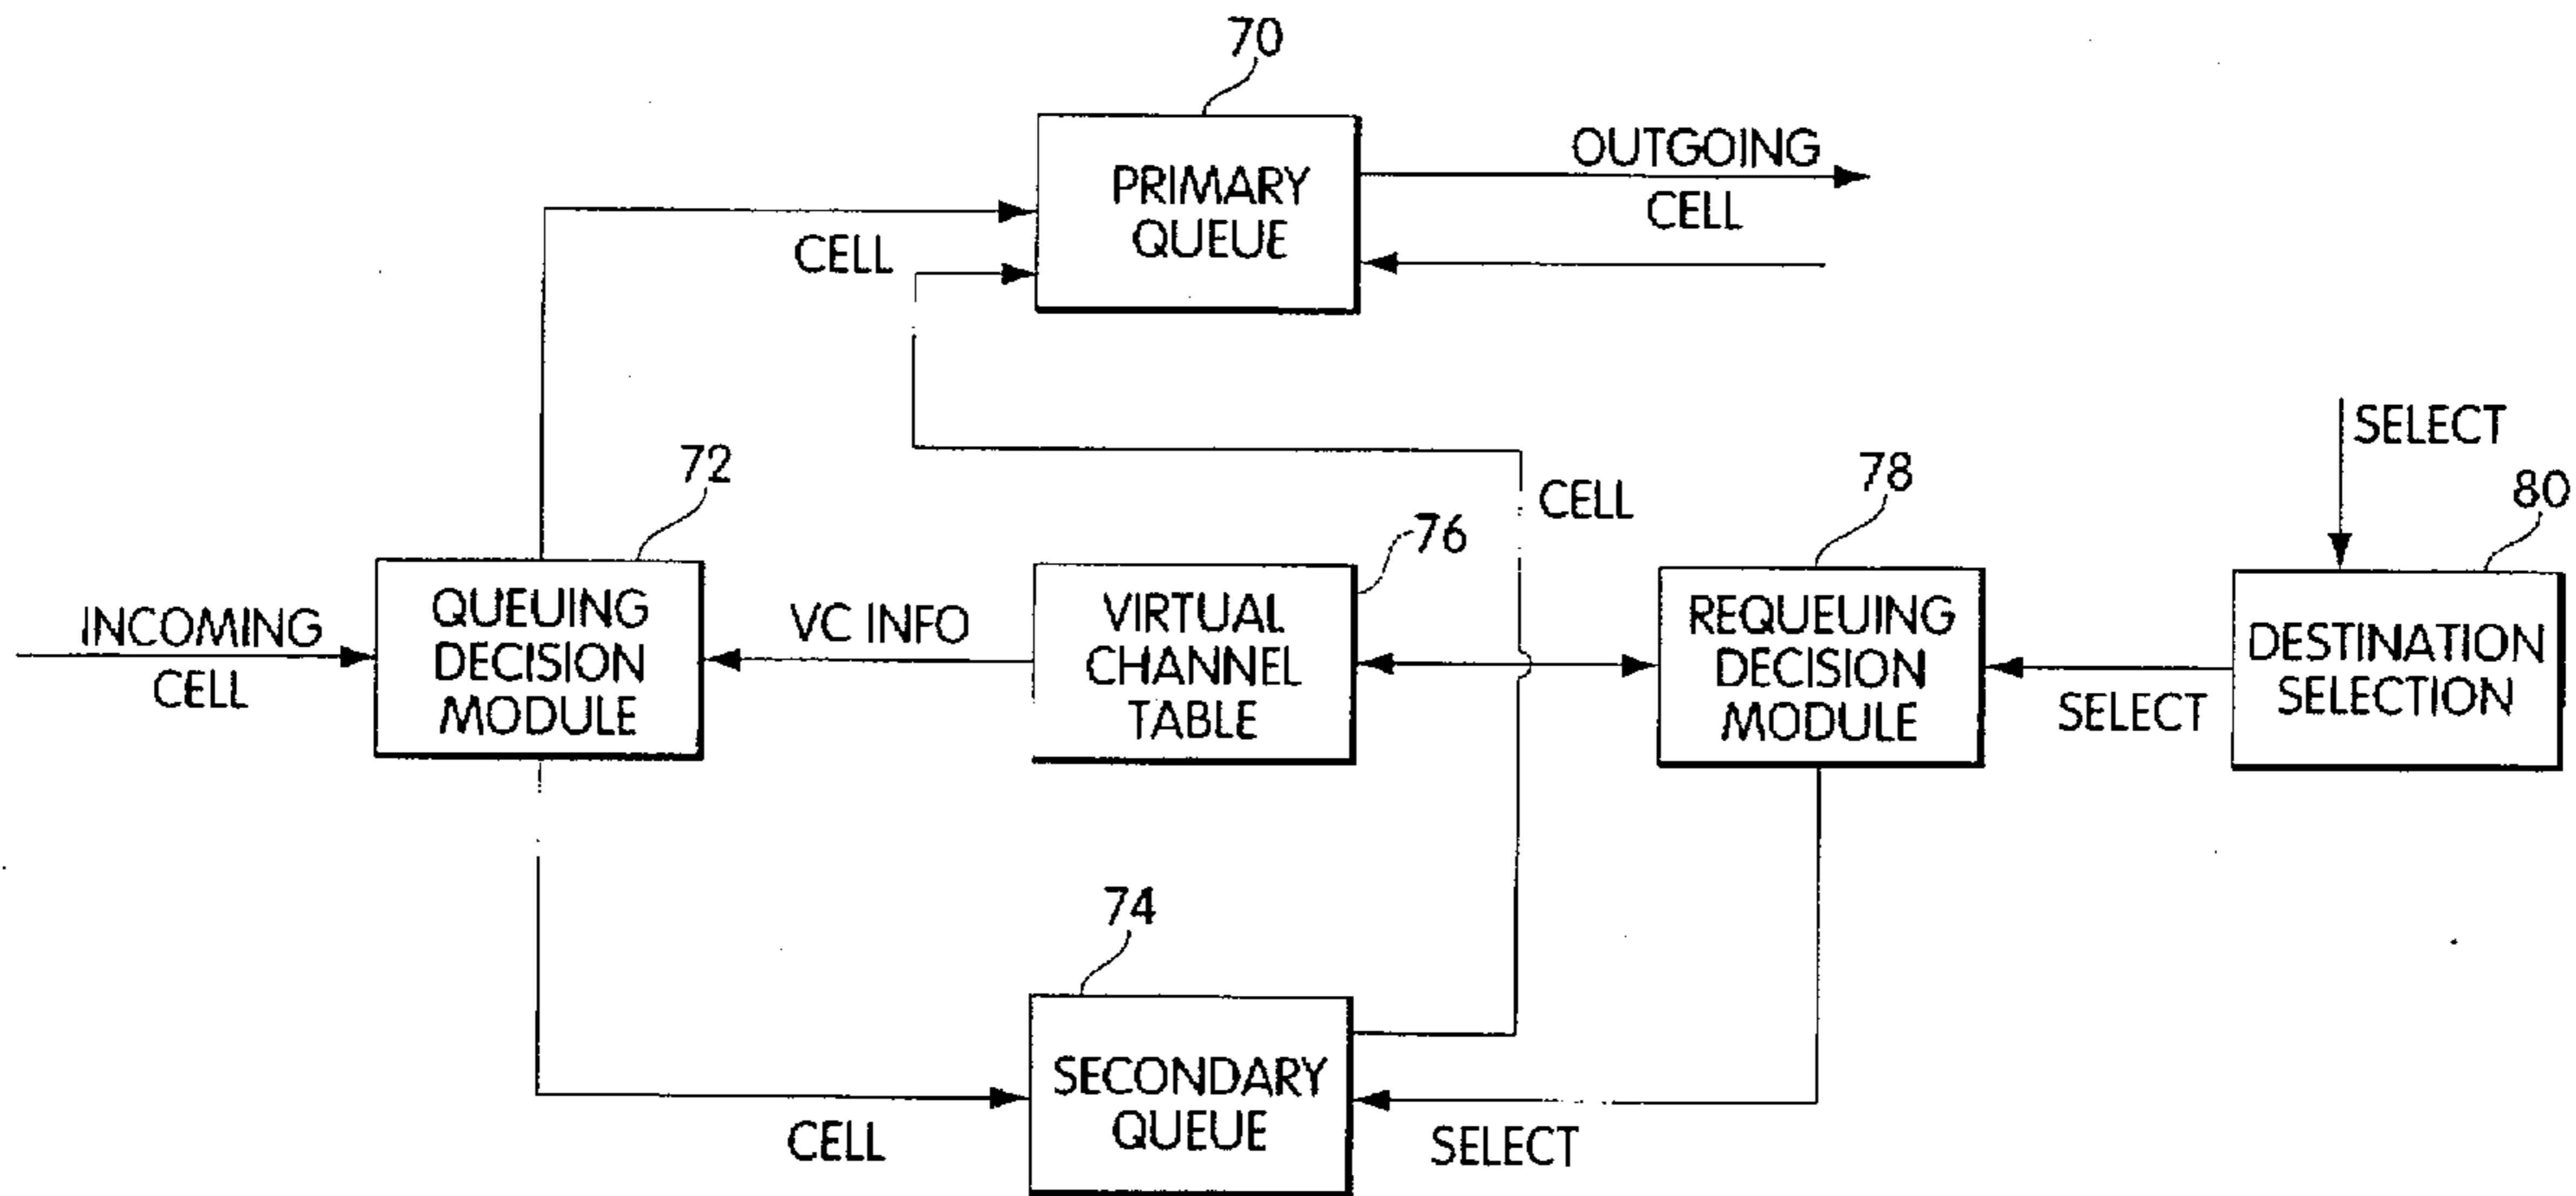 70
PRIMARY
QUEUE
OUTGOING
CELL
CELL
SELECT
72
78
80
CELL
76
INCOMING
CELL
QUEUING
DECISION
MODULE
VC INFO
VIRTUAL
CHANNEL
TABLE
REQUEUING
DECISION
MODULE
SELECT
DESTINATION
SELECTION
74
SECONDARY
QUEUE
CELL
SELECT